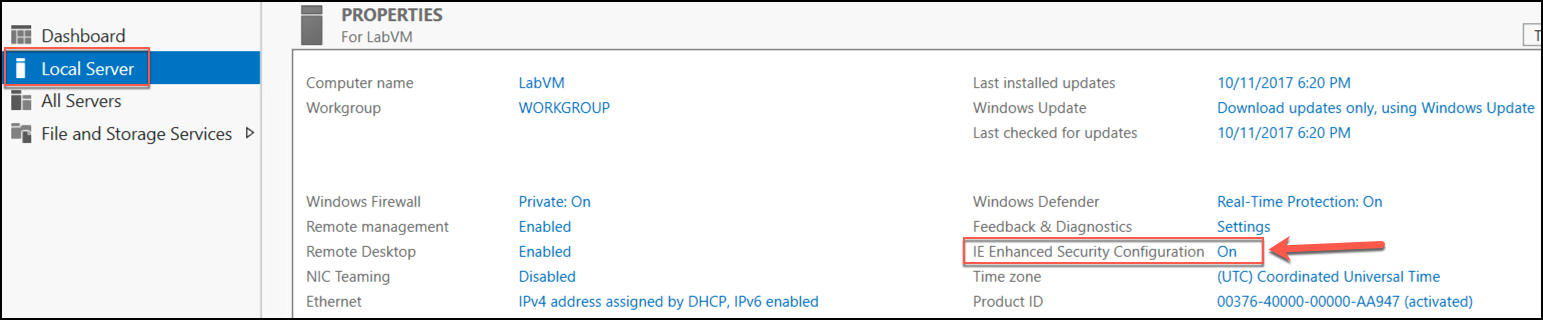 PROPERTIES
For LabVM
T
Dashboard
Local Server
All Servers
File and Storage Services
Computer name LabVM
Workgroup WORKGROUP
Last installed updates 10/11/2017 6:20 PM
Windows Update Download updates only, using Windows Update
Last checked for updates 10/11/2017 6:20 PM
Windows Firewall Private: On
Remote management Enabled
Remote Desktop Enabled
NIC Teaming Disabled
Ethernet IPv4 address assigned by DHCP, IPv6 enabled
Windows Defender Real-Time Protection: On
Feedback & Diagnostics Settings
IE Enhanced Security Configuration On
Time zone (UTC) Coordinated Universal Time
Product ID 00376-40000-00000-AA947 (activated)